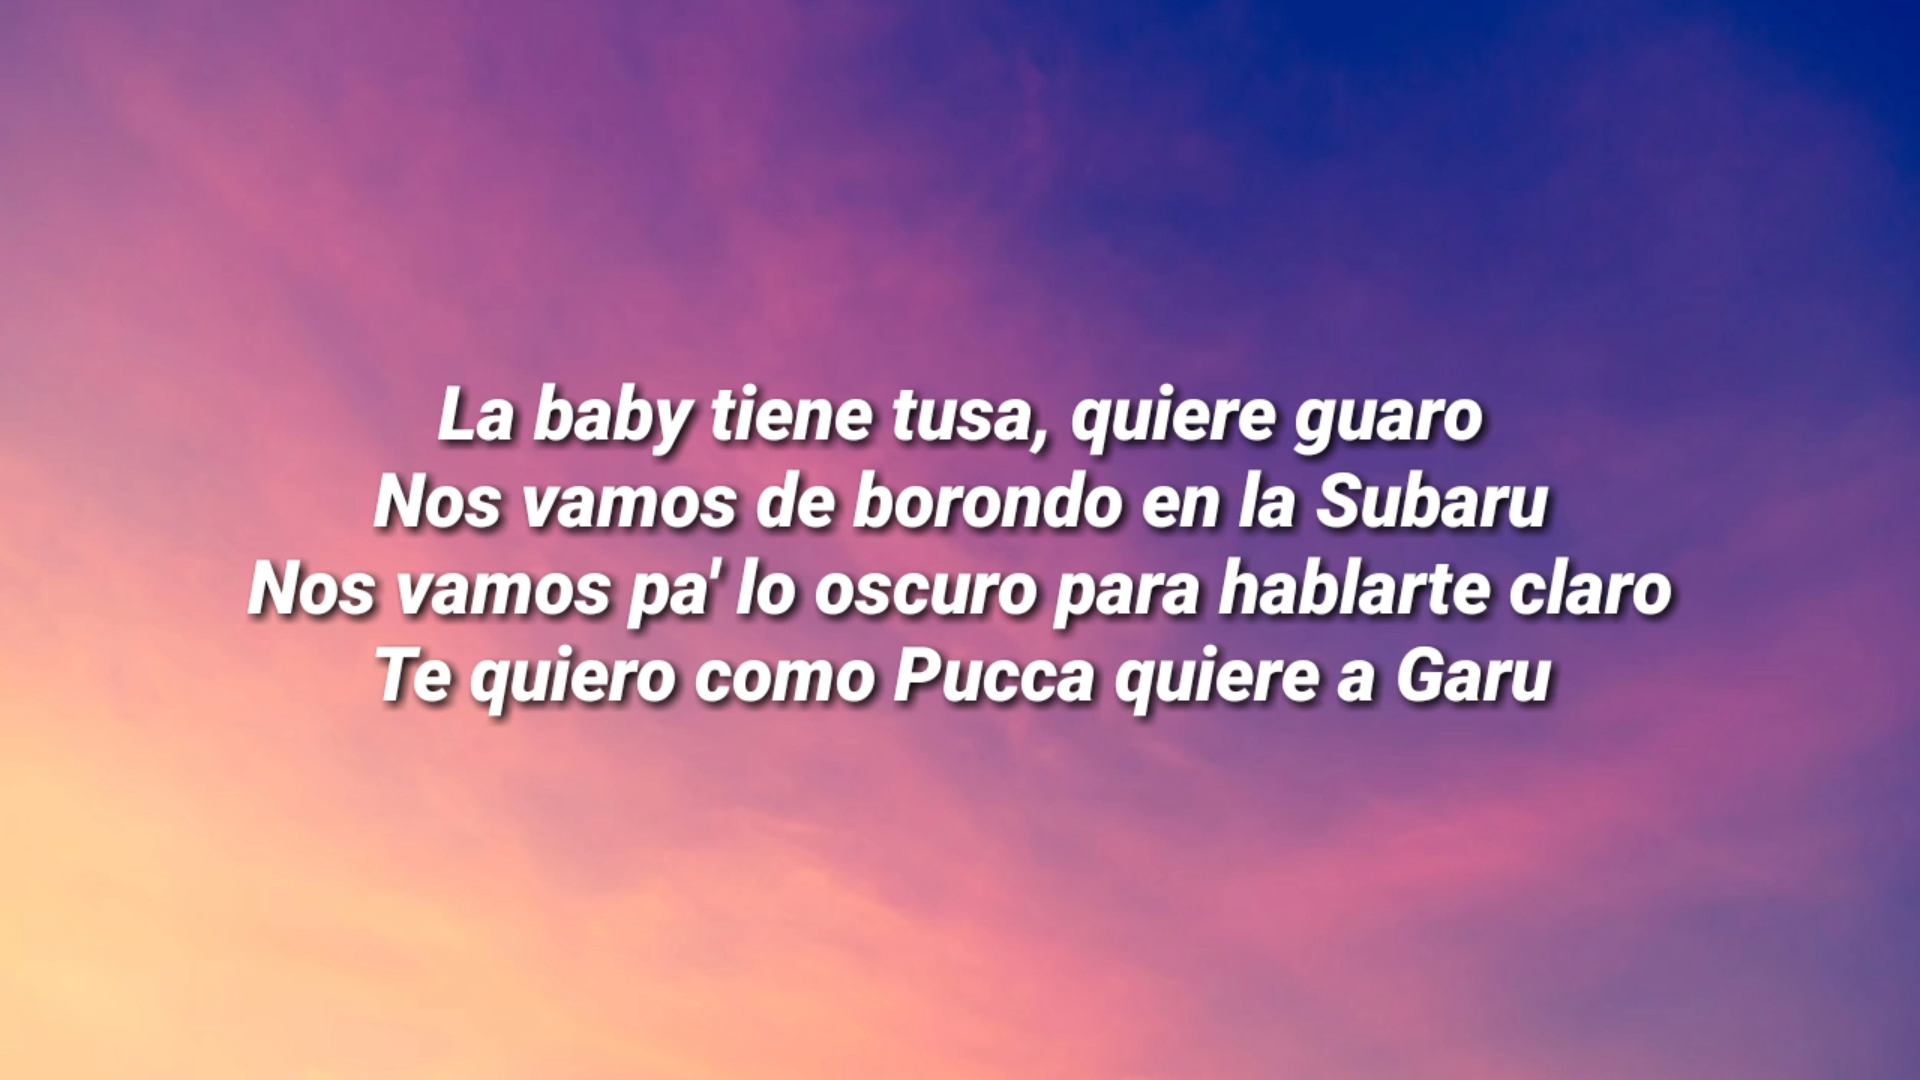 La baby tiene tusa, quiere guaro
Nos vamos de borondo en la Subaru
Nos vamos pa' lo oscuro para hablarte claro
Te quiero como Pucca quiere a Garu